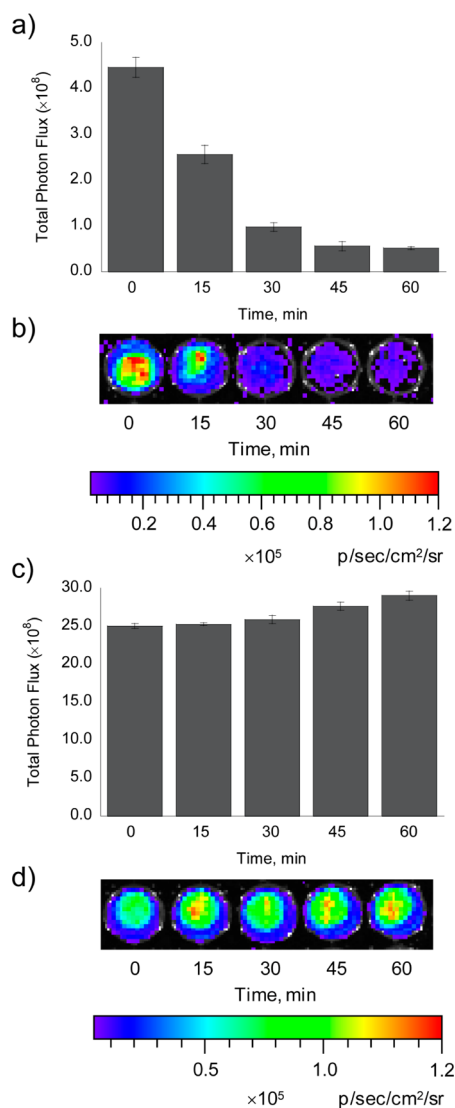 a)
Total Photon Flux (×10⁸)
5.0
4.0
3.0
2.0
1.0
0.0
0 15 30 45 60
Time, min
b)
0 15 30 45 60
Time, min
0.2 0.4 0.6 0.8 1.0 1.2
×10⁵ p/sec/cm²/sr
c)
Total Photon Flux (×10⁸)
30.0
25.0
20.0
15.0
10.0
5.0
0.0
0 15 30 45 60
Time, min
d)
0 15 30 45 60
Time, min
0.5 1.0 1.2
×10⁵ p/sec/cm²/sr